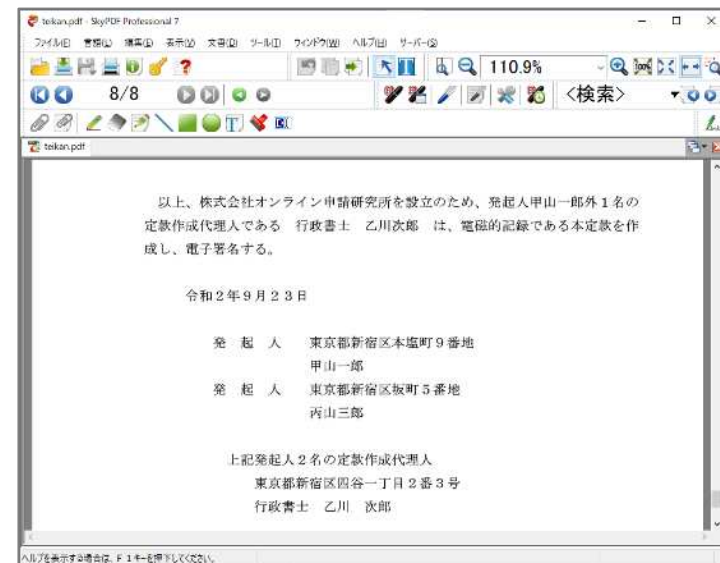 teikan.pdf - SkyPDF Professional 7
ファイル(F) 言語(L) 編集(E) 表示(V) 文書(D) ツール(T) ウインドウ(W) ヘルプ(H) サーバー(S)
110.9%
8/8 <検索>
teikan.pdf
以上、株式会社オンライン申請研究所を設立のため、発起人甲山一郎外1名の
定款作成代理人である 行政書士 乙川次郎 は、電磁的記録である本定款を作
成し、電子署名する。
令和2年9月23日
発 起 人 東京都新宿区本塩町9番地
甲山一郎
発 起 人 東京都新宿区坂町5番地
丙山三郎
上記発起人2名の定款作成代理人
東京都新宿区四谷一丁目2番3号
行政書士 乙川 次郎
ヘルプを表示する場合は、F1キーを押下してください。